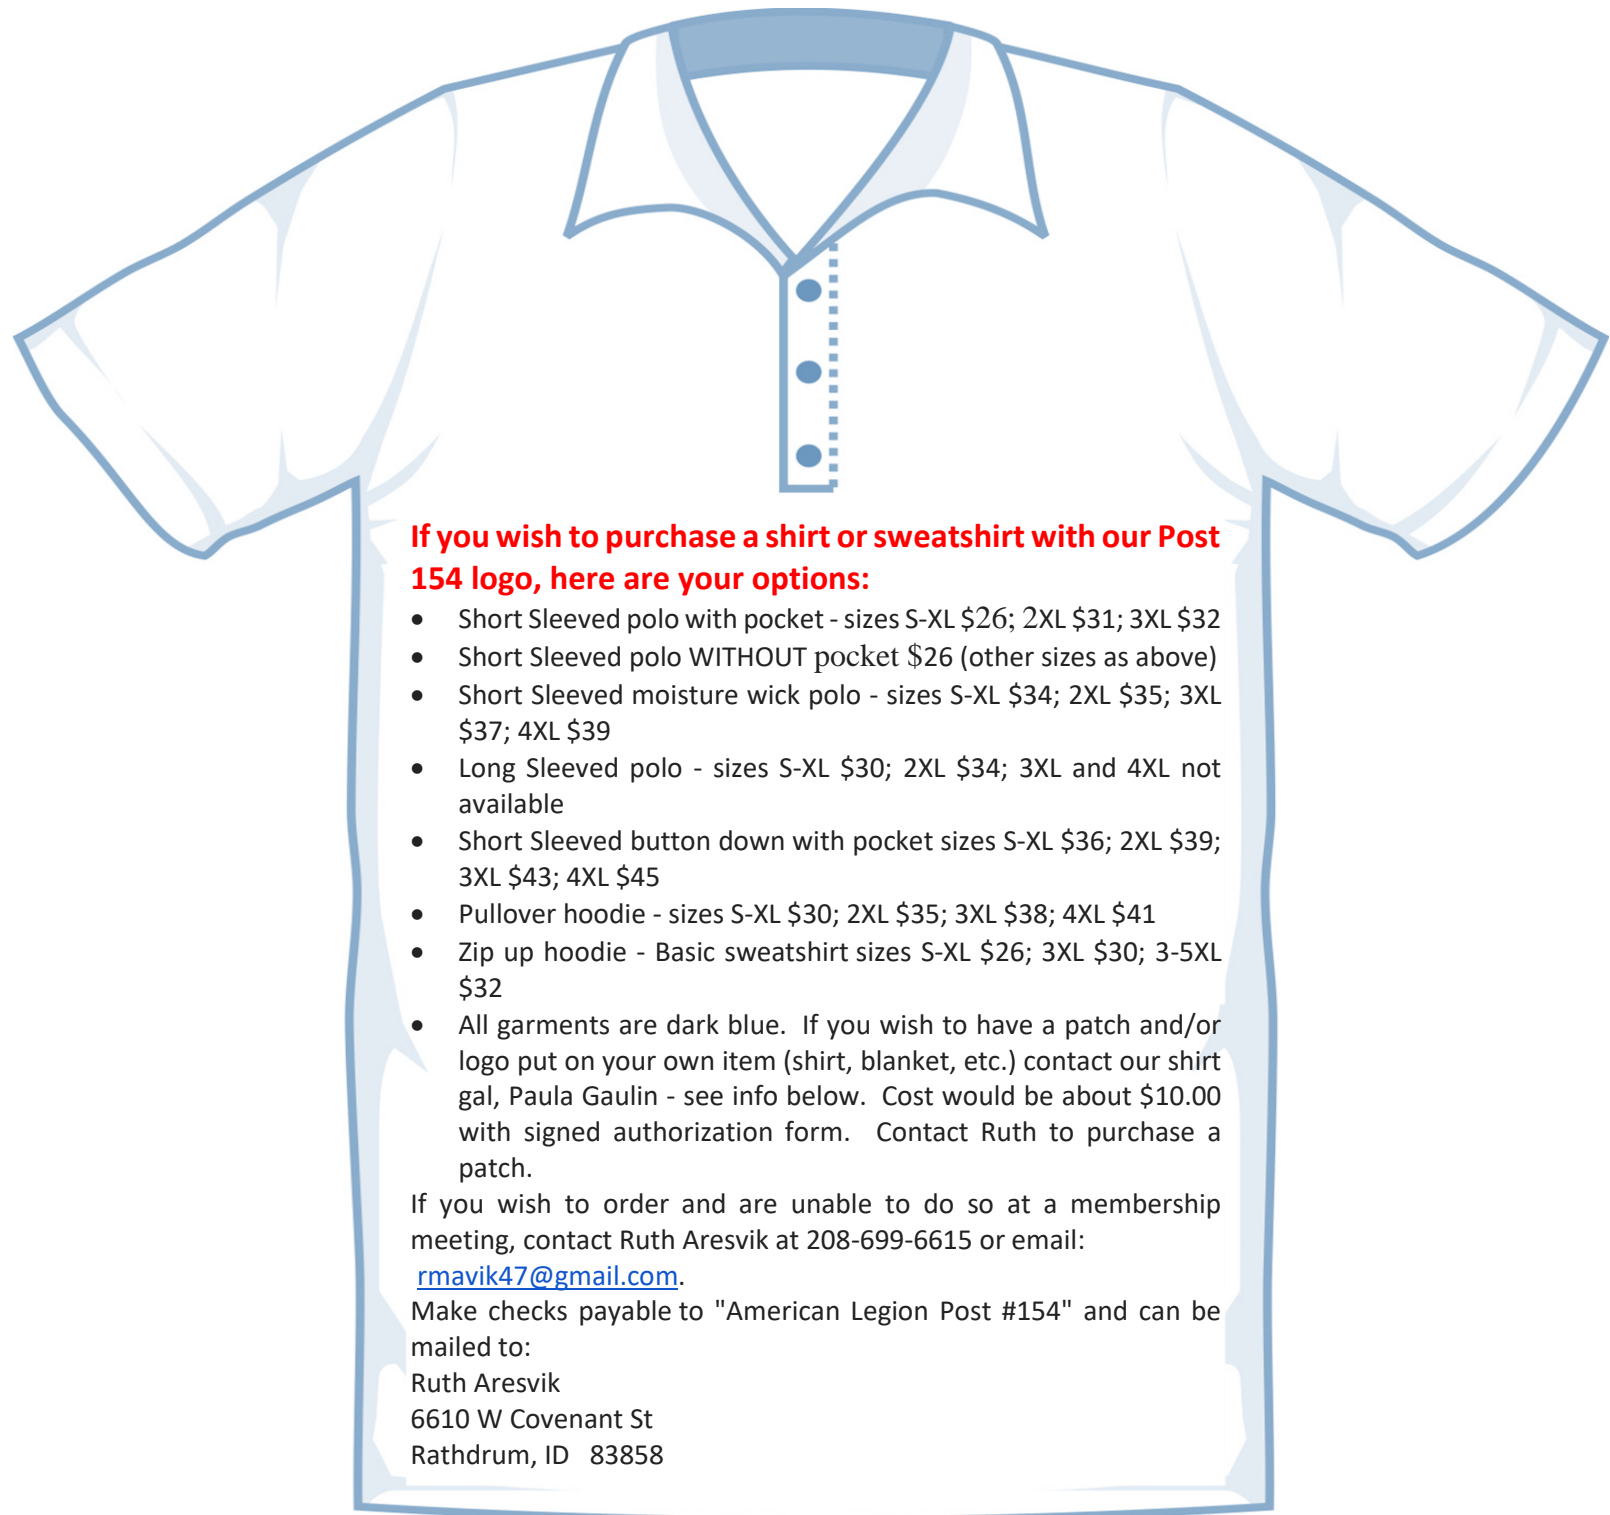 If you wish to purchase a shirt or sweatshirt with our Post
154 logo, here are your options:
• Short Sleeved polo with pocket - sizes S-XL $26; 2XL $31; 3XL $32
• Short Sleeved polo WITHOUT pocket $26 (other sizes as above)
• Short Sleeved moisture wick polo - sizes S-XL $34; 2XL $35; 3XL
$37; 4XL $39
• Long Sleeved polo - sizes S-XL $30; 2XL $34; 3XL and 4XL not
available
• Short Sleeved button down with pocket sizes S-XL $36; 2XL $39;
3XL $43; 4XL $45
• Pullover hoodie - sizes S-XL $30; 2XL $35; 3XL $38; 4XL $41
• Zip up hoodie - Basic sweatshirt sizes S-XL $26; 3XL $30; 3-5XL
$32
• All garments are dark blue. If you wish to have a patch and/or
logo put on your own item (shirt, blanket, etc.) contact our shirt
gal, Paula Gaulin - see info below. Cost would be about $10.00
with signed authorization form. Contact Ruth to purchase a
patch.
If you wish to order and are unable to do so at a membership
meeting, contact Ruth Aresvik at 208-699-6615 or email:
rmavik47@gmail.com.
Make checks payable to "American Legion Post #154" and can be
mailed to:
Ruth Aresvik
6610 W Covenant St
Rathdrum, ID 83858